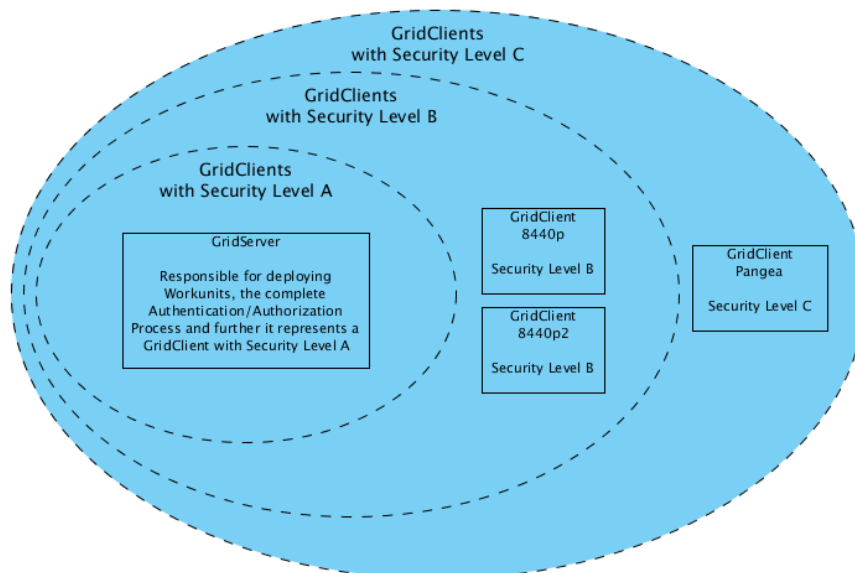 GridClients
with Security Level C
GridClients
with Security Level B
GridClients
with Security Level A
GridServer
Responsible for deploying
Workunits, the complete
Authentication/Authorization
Process and further it represents a
GridClient with Security Level A
GridClient
8440p
Security Level B
GridClient
8440p2
Security Level B
GridClient
Pangea
Security Level C